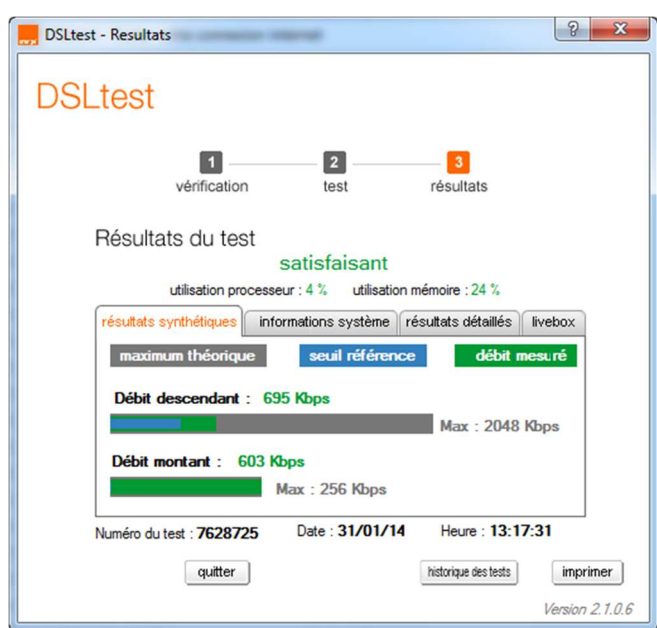 DSLtest - Resultats
DSLtest
1 2 3
vérification test résultats
Résultats du test
satisfaisant
utilisation processeur : 4 % utilisation mémoire : 24 %
résultats synthétiques informations système résultats détaillés livebox
maximum théorique seuil référence débit mesuré
Débit descendant : 695 Kbps
Max : 2048 Kbps
Débit montant : 603 Kbps
Max : 256 Kbps
Numéro du test : 7628725 Date : 31/01/14 Heure : 13:17:31
quitter historique des tests imprimer
Version 2.1.0.6